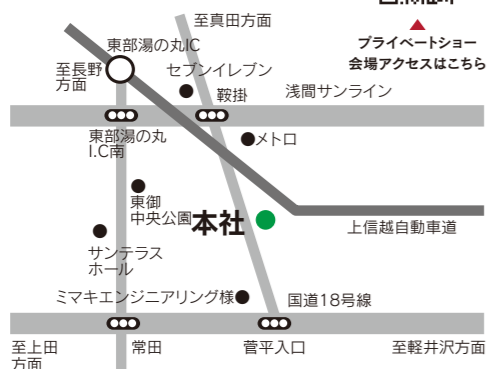 プライベートショー
会場アクセスはこちら
至真田方面
東部湯の丸IC
至長野
方面
セブンイレブン
鞍掛
浅間サンライン
東部湯の丸
I.C南
メトロ
東御
中央公園
本社
上信越自動車道
サンテラス
ホール
ミマキエンジニアリング様
国道18号線
至上田
方面
常田
菅平入口
至軽井沢方面